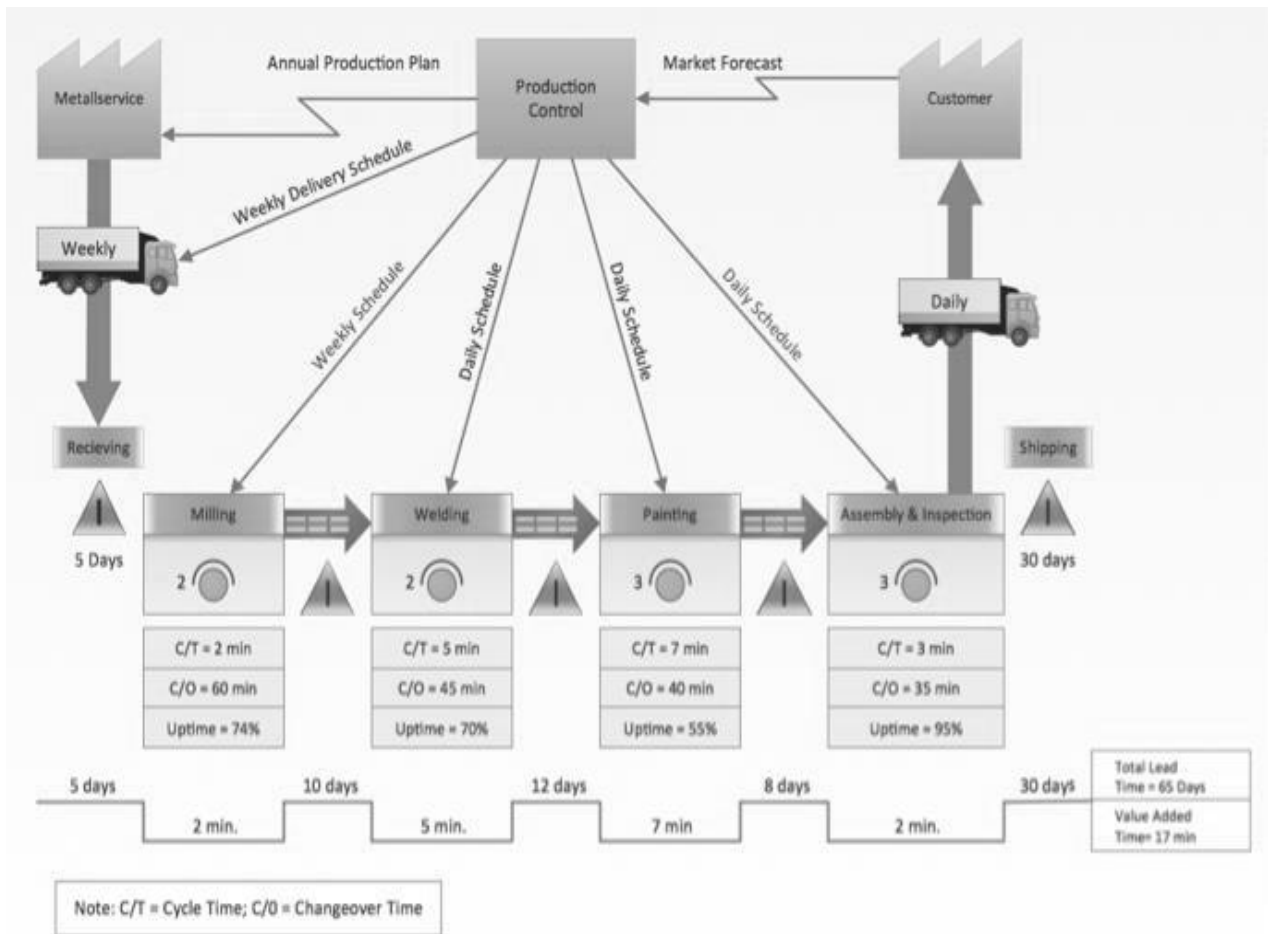 Metallservice
Annual Production Plan
Production
Control
Market Forecast
Customer
Weekly Delivery Schedule
Weekly
Weekly Schedule
Daily Schedule
Daily Schedule
Daily Schedule
Daily
Recieving
Shipping
I
5 Days
I
30 days
Milling
Welding
Painting
Assembly & Inspection
2
I
2
I
3
I
3
C/T = 2 min
C/T = 5 min
C/T = 7 min
C/T = 3 min
C/O = 60 min
C/O = 45 min
C/O = 40 min
C/O = 35 min
Uptime = 74%
Uptime = 70%
Uptime = 55%
Uptime = 95%
5 days
10 days
12 days
8 days
30 days
2 min.
5 min.
7 min
2 min.
Total Lead
Time = 65 Days
Value Added
Time= 17 min
Note: C/T = Cycle Time; C/0 = Changeover Time